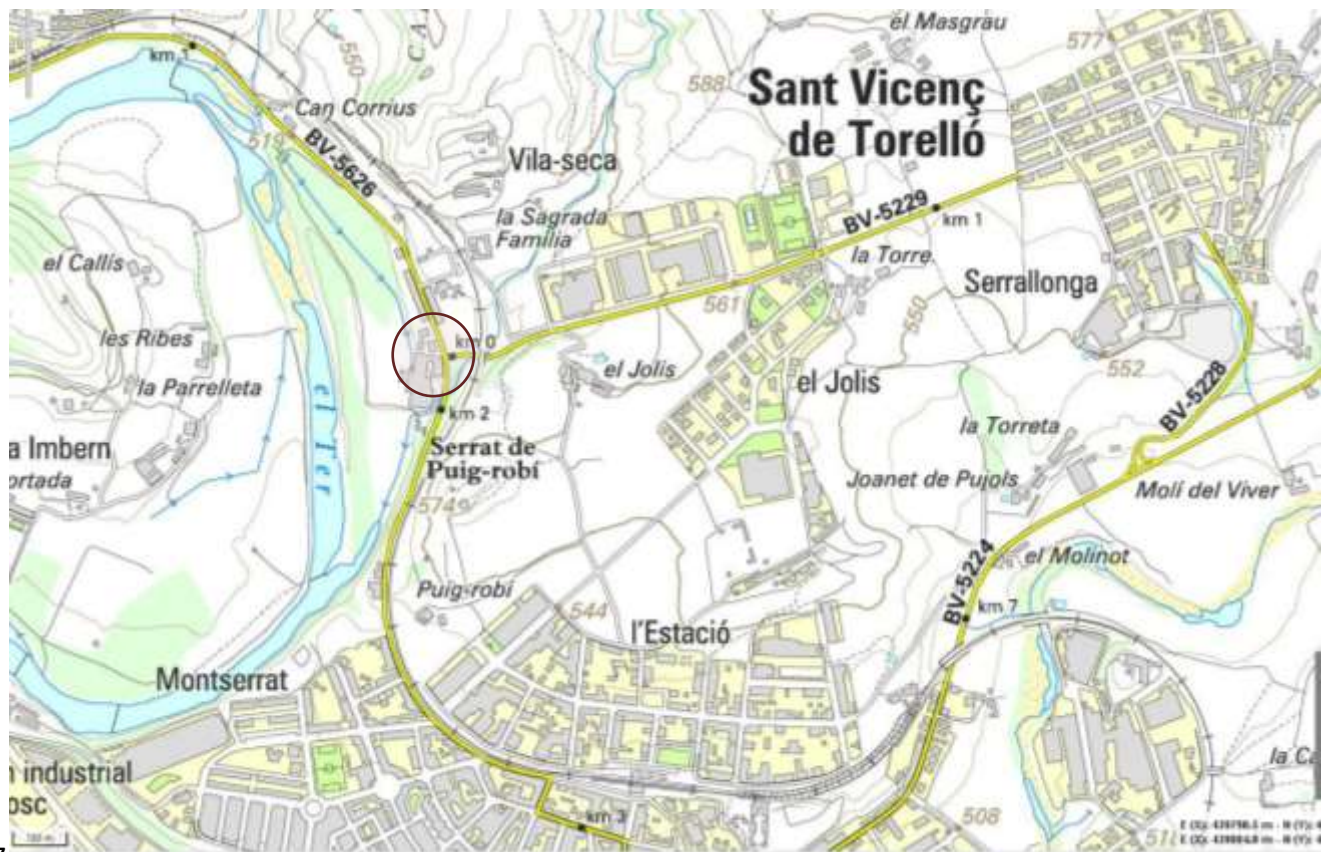 el Masgrau
577
km 1
550
588
Sant Vicenç
de Torelló
Can Corrius
519
BV-5626
Vila-seca
la Sagrada
Família
BV-5229
km 1
el Callís
la Torre
561
Serrallonga
550
les Ribes
km 0
el Jolis
552
la Parrelleta
el Jolis
BV-5228
el Ter
km 2
la Torreta
a Imbern
Serrat de
Puig-robí
ortada
Joanet de Pujols
Molí del Viver
574
el Molinot
Puig-robí
544
BV-5224
km 7
l'Estació
Montserrat
n industrial
osc
km 3
508
la Ca
100 m